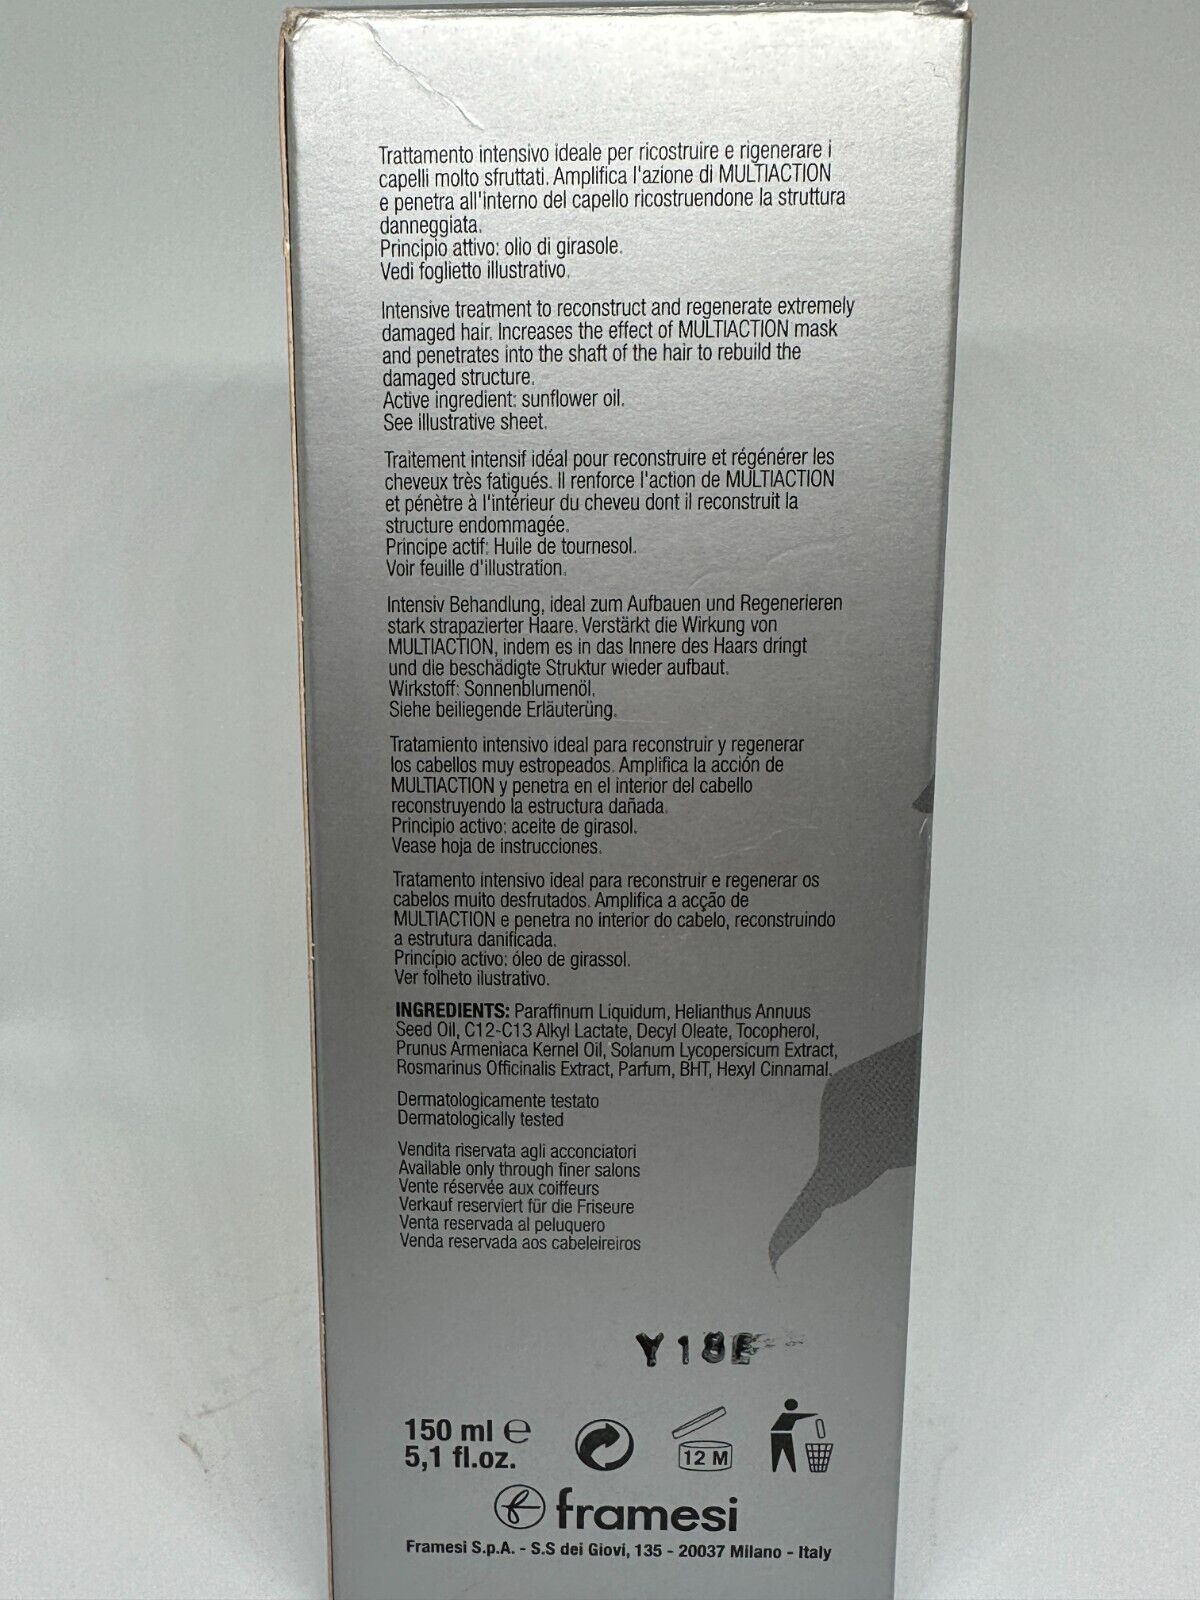 Trattamento intensivo ideale per ricostruire e rigenerare i
capelli molto sfruttati. Amplifica l'azione di MULTIACTION
e penetra all'interno del capello ricostruendone la struttura
danneggiata.
Principio attivo: olio di girasole.
Vedi foglietto illustrativo.
Intensive treatment to reconstruct and regenerate extremely
damaged hair. Increases the effect of MULTIACTION mask
and penetrates into the shaft of the hair to rebuild the
damaged structure.
Active ingredient: sunflower oil.
See illustrative sheet.
Traitement intensif idéal pour reconstruire et régénérer les
cheveux très fatigués. Il renforce l'action de MULTIACTION
et pénètre à l'intérieur du cheveu dont il reconstruit la
structure endommagée.
Principe actif: Huile de tournesol.
Voir feuille d'illustration.
Intensiv Behandlung, ideal zum Aufbauen und Regenerieren
stark strapazierter Haare. Verstärkt die Wirkung von
MULTIACTION, indem es in das Innere des Haars dringt
und die beschädigte Struktur wieder aufbaut.
Wirkstoff: Sonnenblumenöl.
Siehe beiliegende Erläuterüng.
Tratamiento intensivo ideal para reconstruir y regenerar
los cabellos muy estropeados. Amplifica la acción de
MULTIACTION y penetra en el interior del cabello
reconstruyendo la estructura dañada.
Principio activo: aceite de girasol.
Vease hoja de instrucciones.
Tratamento intensivo ideal para reconstruir e regenerar os
cabelos muito desfrutados. Amplifica a acção de
MULTIACTION e penetra no interior do cabelo, reconstruindo
a estrutura danificada.
Princípio activo: óleo de girassol.
Ver folheto ilustrativo.
INGREDIENTS: Paraffinum Liquidum, Helianthus Annuus
Seed Oil, C12-C13 Alkyl Lactate, Decyl Oleate, Tocopherol,
Prunus Armeniaca Kernel Oil, Solanum Lycopersicum Extract,
Rosmarinus Officinalis Extract, Parfum, BHT, Hexyl Cinnamal.
Dermatologicamente testato
Dermatologically tested
Vendita riservata agli acconciatori
Available only through finer salons
Vente réservée aux coiffeurs
Verkauf reserviert für die Friseure
Venta reservada al peluquero
Venda reservada aos cabeleireiros
Y18E
150 ml e
5,1 fl.oz.
12 M
framesi
Framesi S.p.A. - S.S dei Giovi, 135 - 20037 Milano - Italy